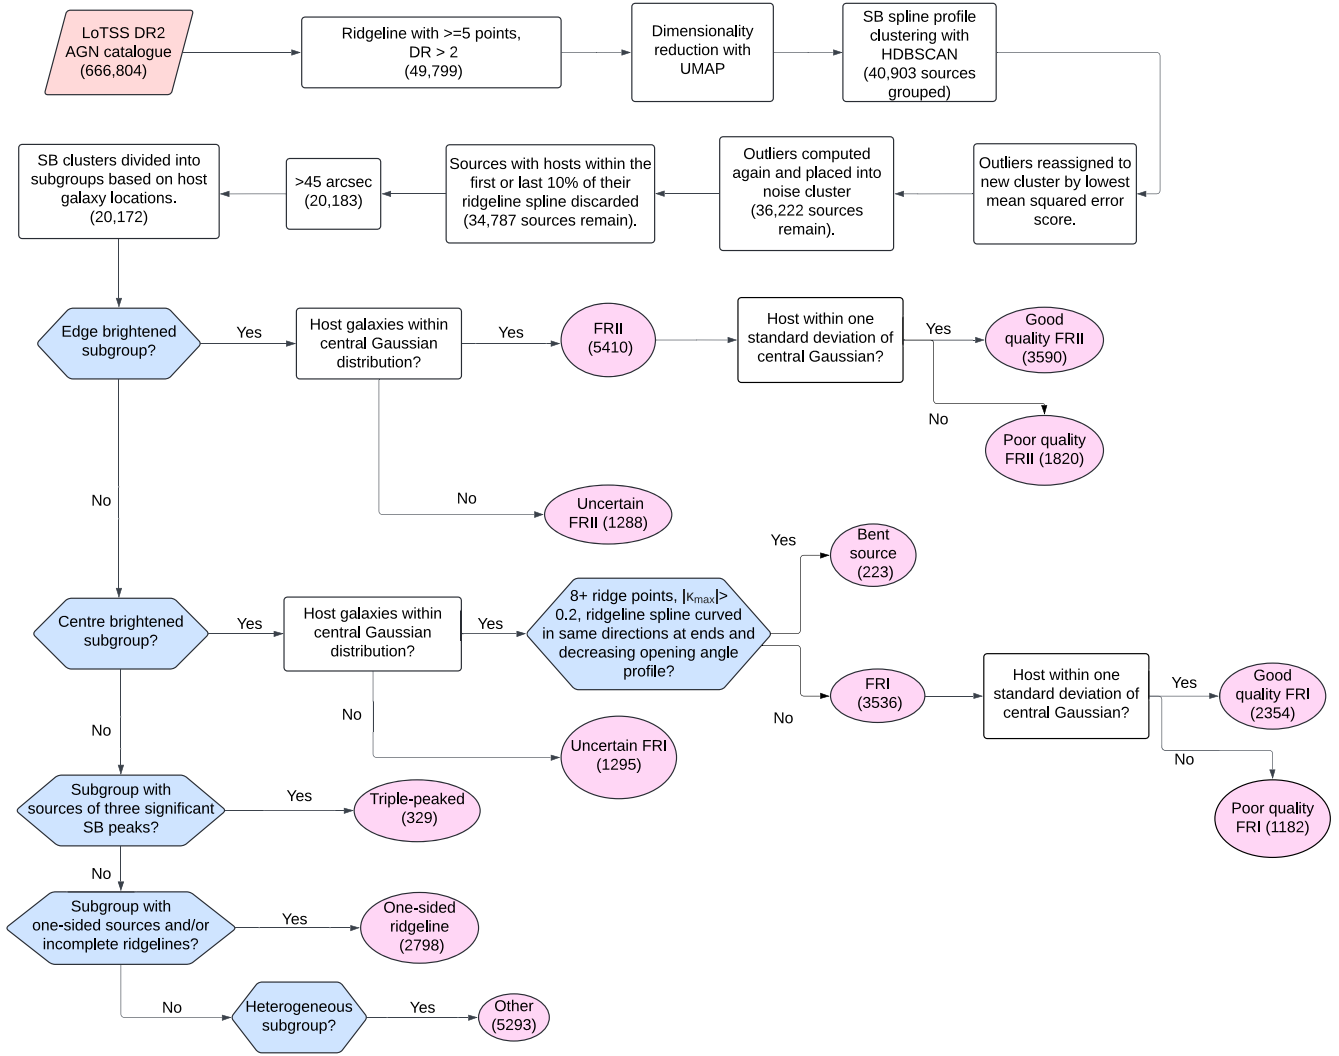 LoTSS DR2
AGN catalogue
(666,804)
Ridgeline with >=5 points,
DR > 2
(49,799)
Dimensionality
reduction with
UMAP
SB spline profile
clustering with
HDBSCAN
(40,903 sources
grouped)
SB clusters divided into
subgroups based on host
galaxy locations.
(20,172)
>45 arcsec
(20,183)
Sources with hosts within the
first or last 10% of their
ridgeline spline discarded
(34,787 sources remain).
Outliers computed
again and placed into
noise cluster
(36,222 sources
remain).
Outliers reassigned to
new cluster by lowest
mean squared error
score.
Edge brightened
subgroup?
Yes
Host galaxies within
central Gaussian
distribution?
Yes
FRII
(5410)
Host within one
standard deviation of
central Gaussian?
Yes
Good
quality FRII
(3590)
No
Poor quality
FRII (1820)
No
No
Uncertain
FRII (1288)
Centre brightened
subgroup?
Yes
Host galaxies within
central Gaussian
distribution?
Yes
8+ ridge points, |κmax|>
0.2, ridgeline spline curved
in same directions at ends and
decreasing opening angle
profile?
Yes
Bent
source
(223)
No
FRI
(3536)
Host within one
standard deviation of
central Gaussian?
Yes
Good
quality FRI
(2354)
No
Poor quality
FRI (1182)
No
No
Uncertain FRI
(1295)
Subgroup with
sources of three significant
SB peaks?
Yes
Triple-peaked
(329)
No
Subgroup with
one-sided sources and/or
incomplete ridgelines?
Yes
One-sided
ridgeline
(2798)
No
Heterogeneous
subgroup?
Yes
Other
(5293)